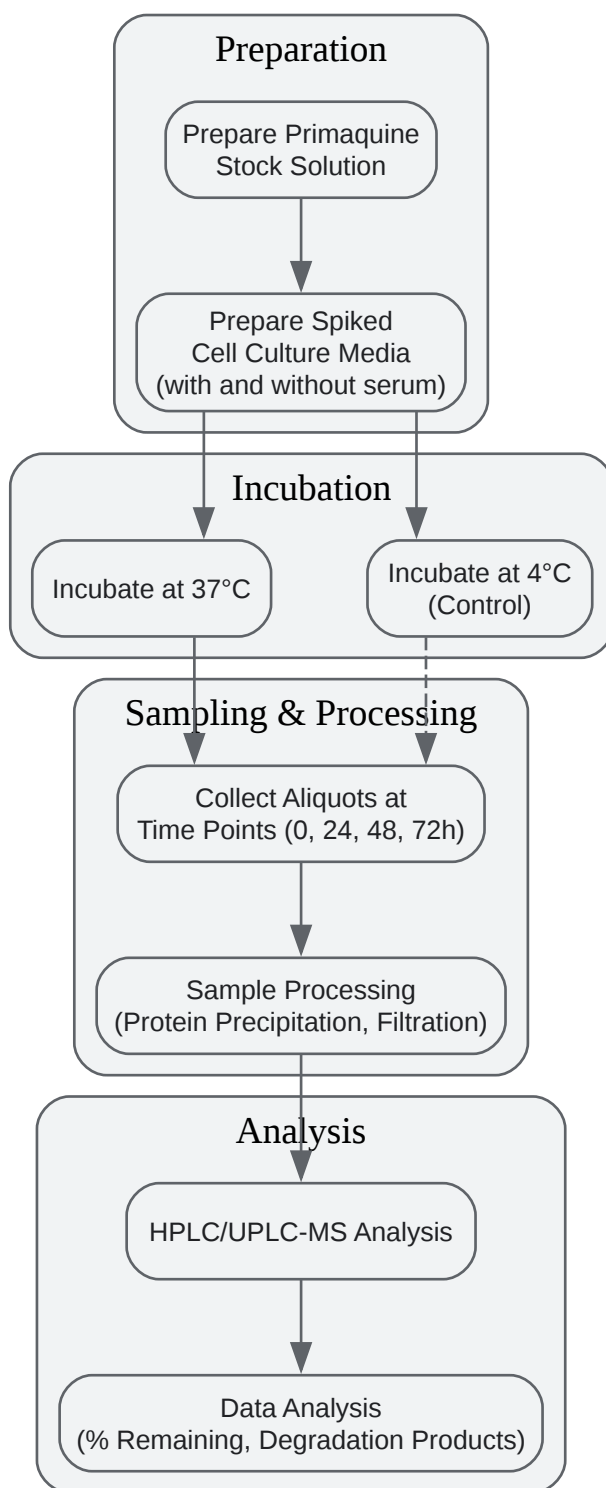 Preparation
Prepare Primaquine
Stock Solution
Prepare Spiked
Cell Culture Media
(with and without serum)
Incubation
Incubate at 37°C
Incubate at 4°C
(Control)
Sampling & Processing
Collect Aliquots at
Time Points (0, 24, 48, 72h)
Sample Processing
(Protein Precipitation, Filtration)
Analysis
HPLC/UPLC-MS Analysis
Data Analysis
(% Remaining, Degradation Products)